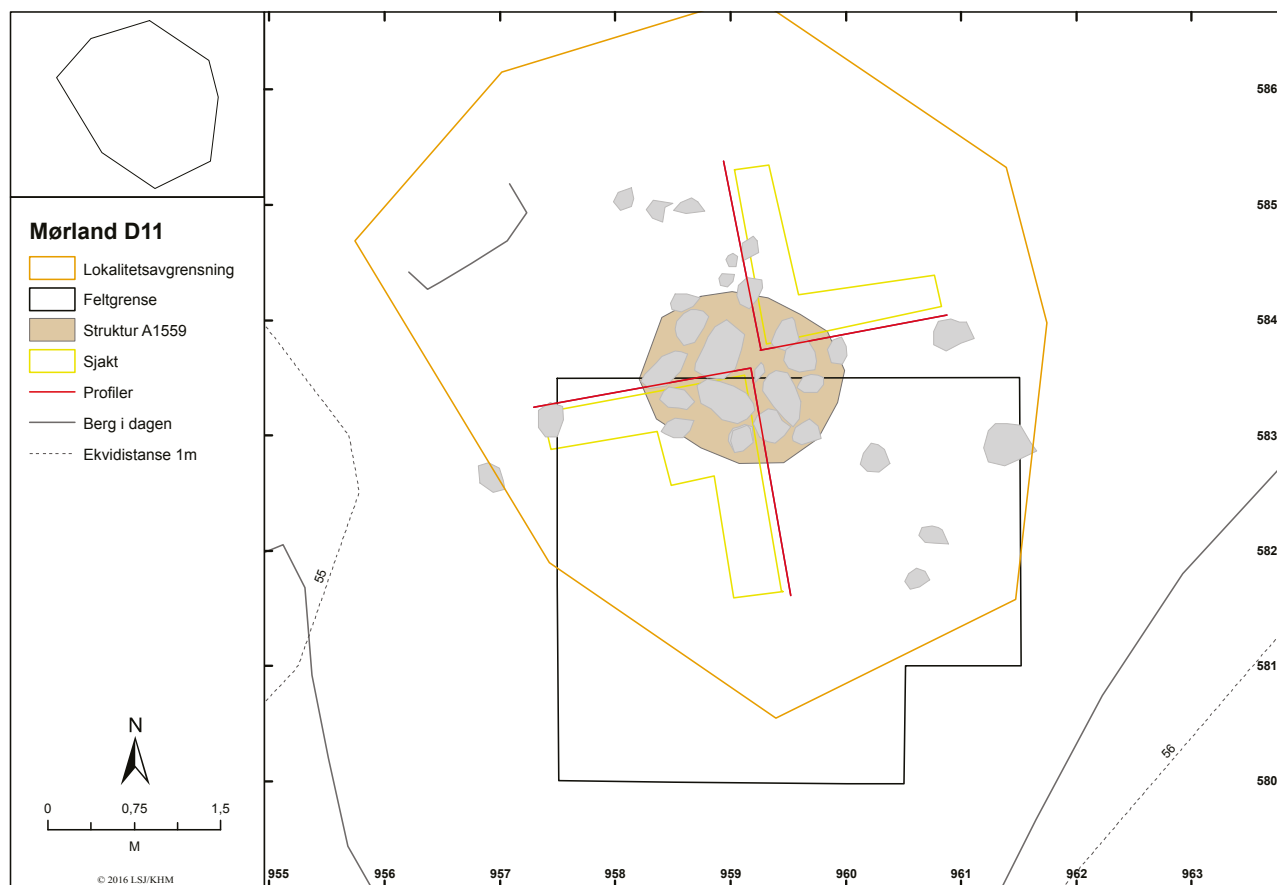 Mørland D11
Lokalitetsavgrensning
Feltgrense
Struktur A1559
Sjakt
Profiler
Berg i dagen
Ekvidistanse 1m
N
0 0,75 1,5
M
© 2016 LSJ/KHM
586
585
584
583
582
581
580
55
56
955 956 957 958 959 960 961 962 963